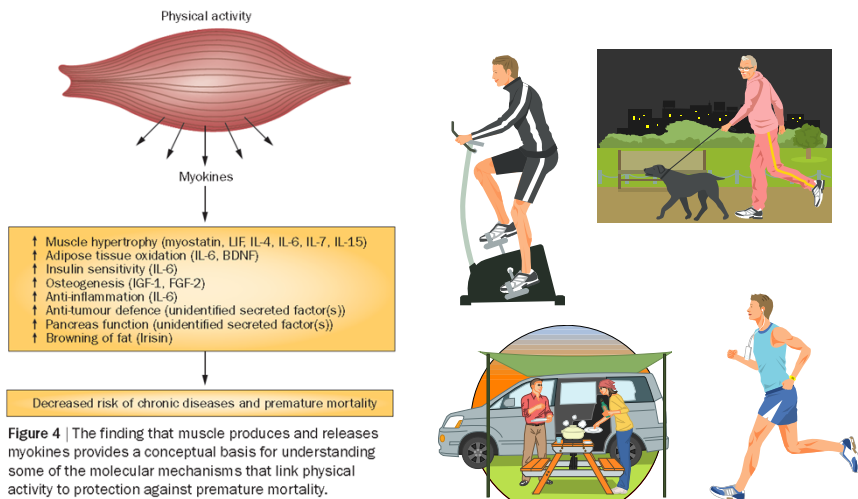 Physical activity
Myokines
↑ Muscle hypertrophy (myostatin, LIF, IL-4, IL-6, IL-7, IL-15)
↑ Adipose tissue oxidation (IL-6, BDNF)
↑ Insulin sensitivity (IL-6)
↑ Osteogenesis (IGF-1, FGF-2)
↑ Anti-inflammation (IL-6)
↑ Anti-tumour defence (unidentified secreted factor(s))
↑ Pancreas function (unidentified secreted factor(s))
↑ Browning of fat (Irisin)
Decreased risk of chronic diseases and premature mortality
Figure 4 | The finding that muscle produces and releases
myokines provides a conceptual basis for understanding
some of the molecular mechanisms that link physical
activity to protection against premature mortality.